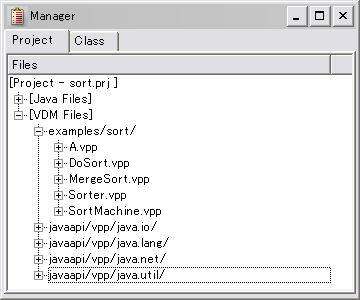 Manager
Project Class
Files
[Project - sort.prj ]
[Java Files]
[VDM Files]
examples/sort/
A.vpp
DoSort.vpp
MergeSort.vpp
Sorter.vpp
SortMachine.vpp
javaapi/vpp/java.io/
javaapi/vpp/java.lang/
javaapi/vpp/java.net/
javaapi/vpp/java.util/